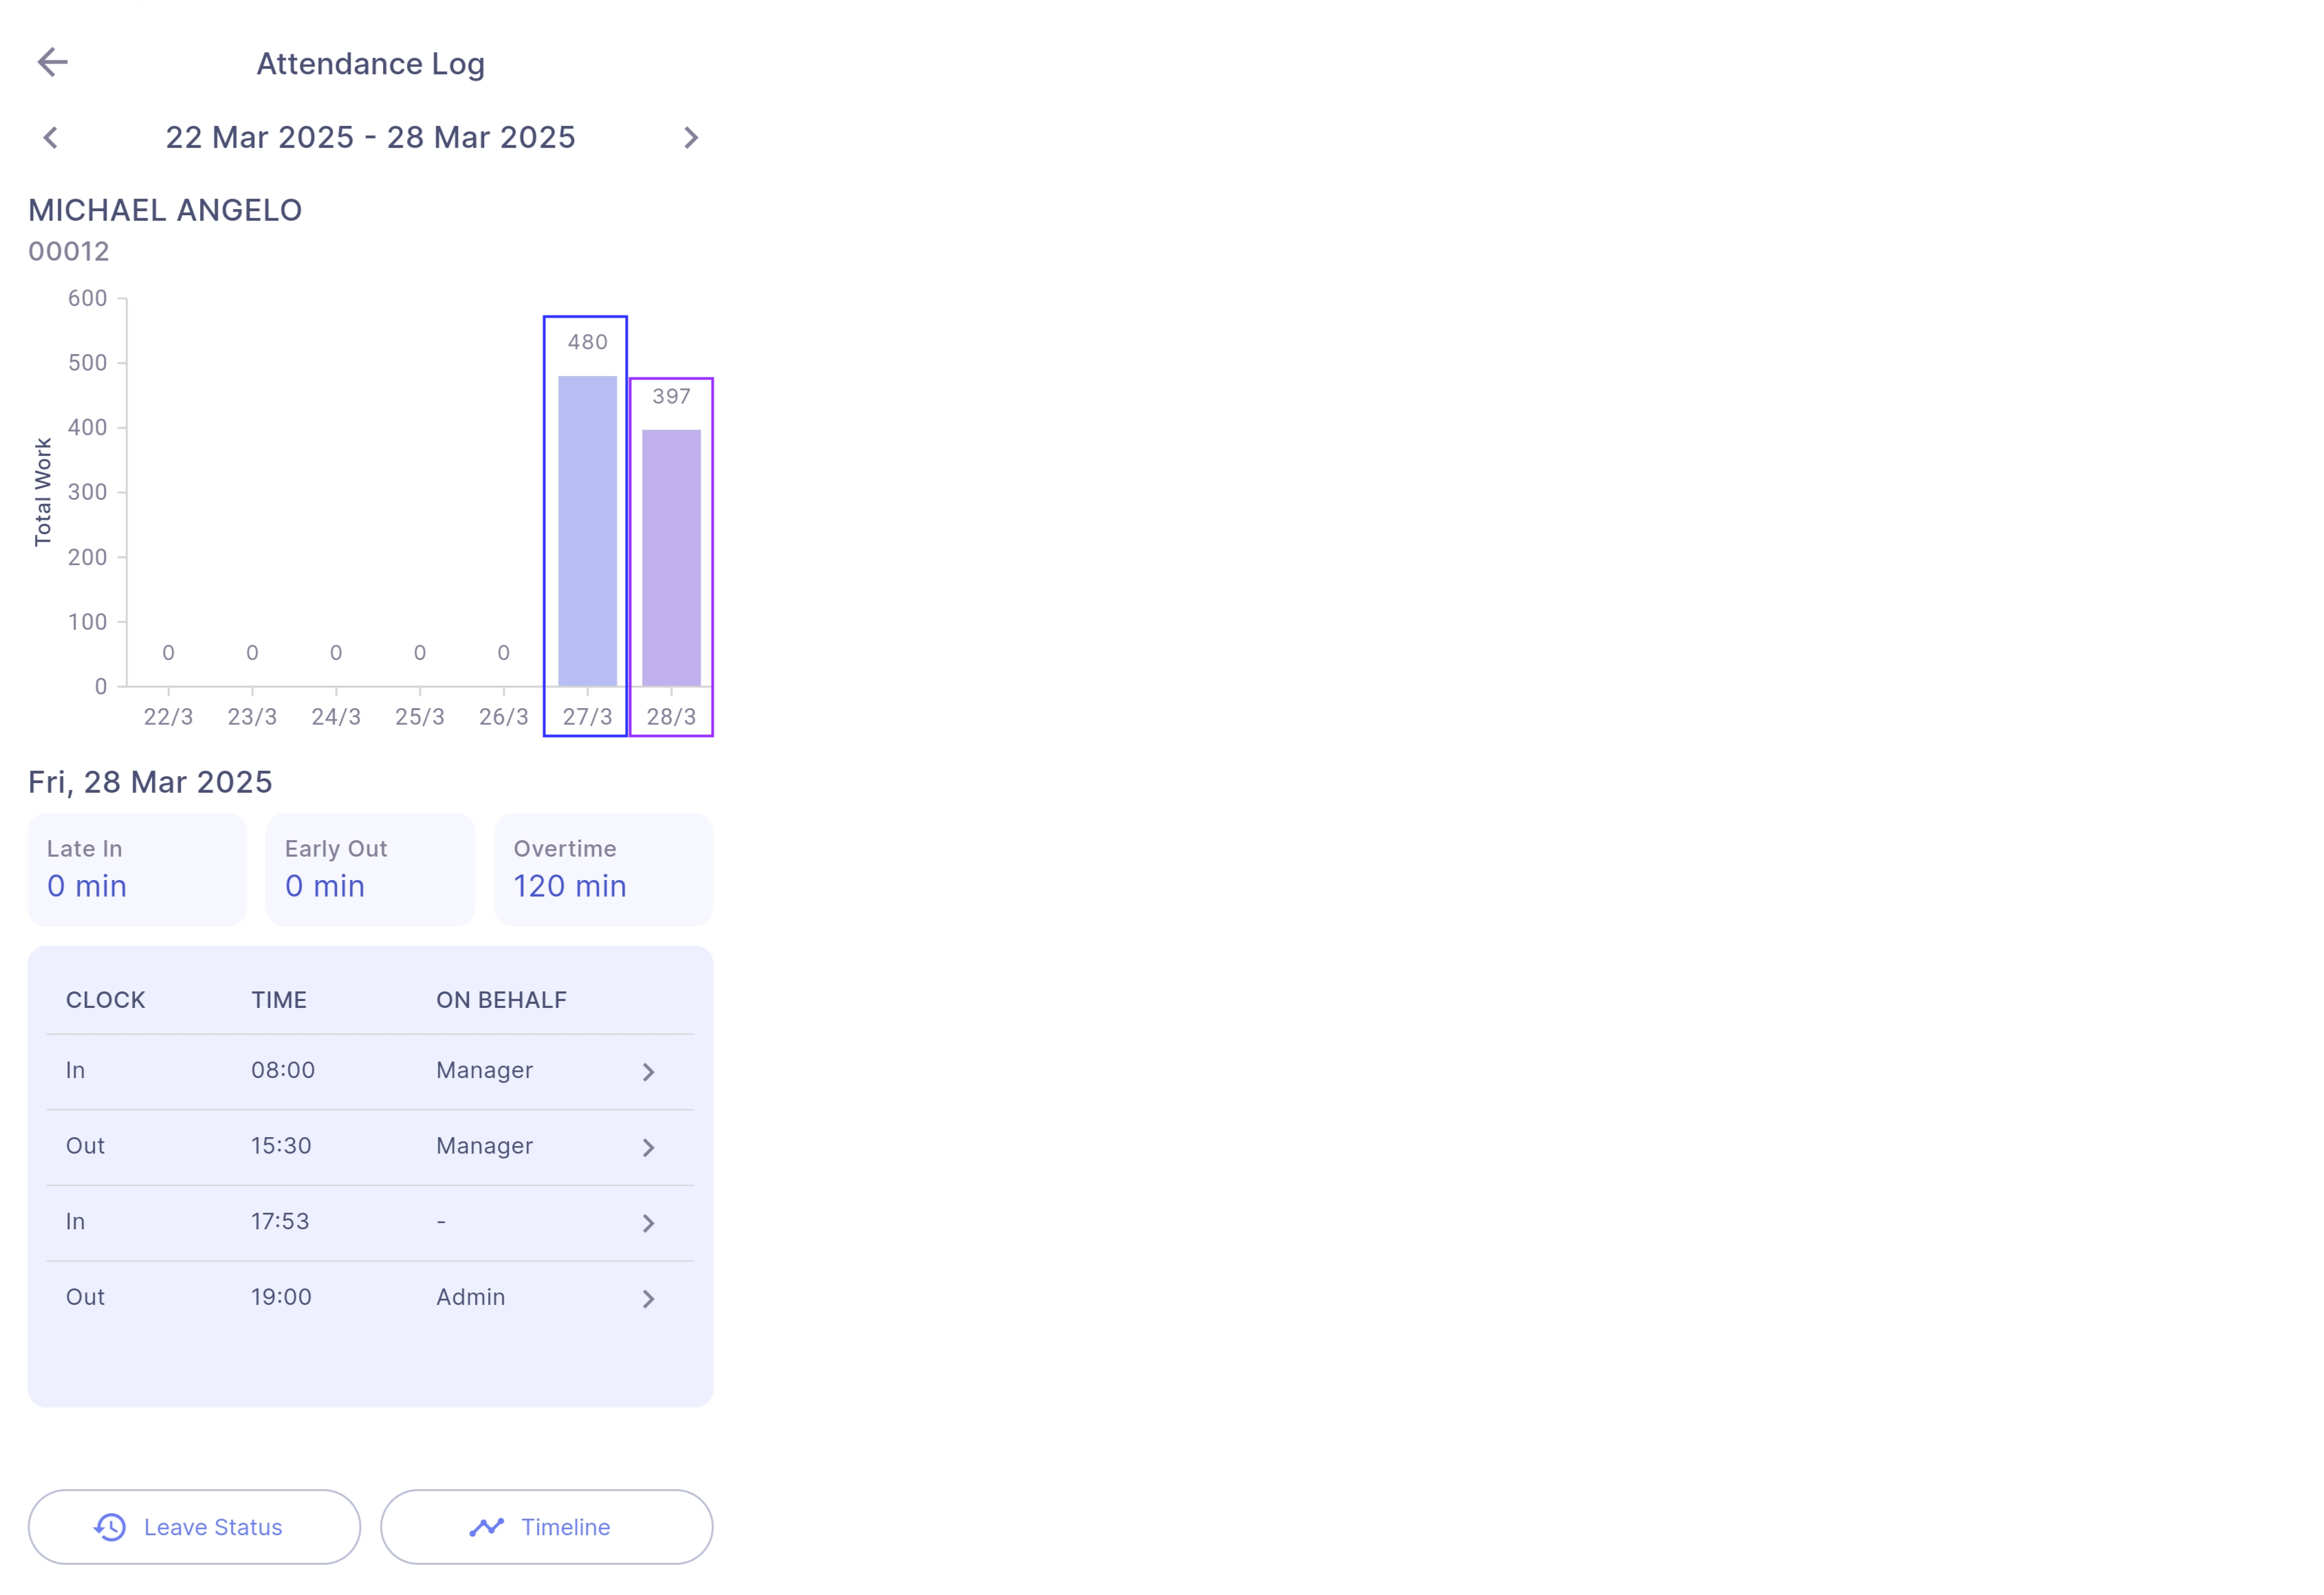 Attendance Log
22 Mar 2025 - 28 Mar 2025
MICHAEL ANGELO
00012
600
500
400
300
200
100
0
Total Work
0 0 0 0 0 480 397
22/3 23/3 24/3 25/3 26/3 27/3 28/3
Fri, 28 Mar 2025
Late In Early Out Overtime
0 min 0 min 120 min
CLOCK TIME ON BEHALF
In 08:00 Manager
Out 15:30 Manager
In 17:53 -
Out 19:00 Admin
Leave Status Timeline